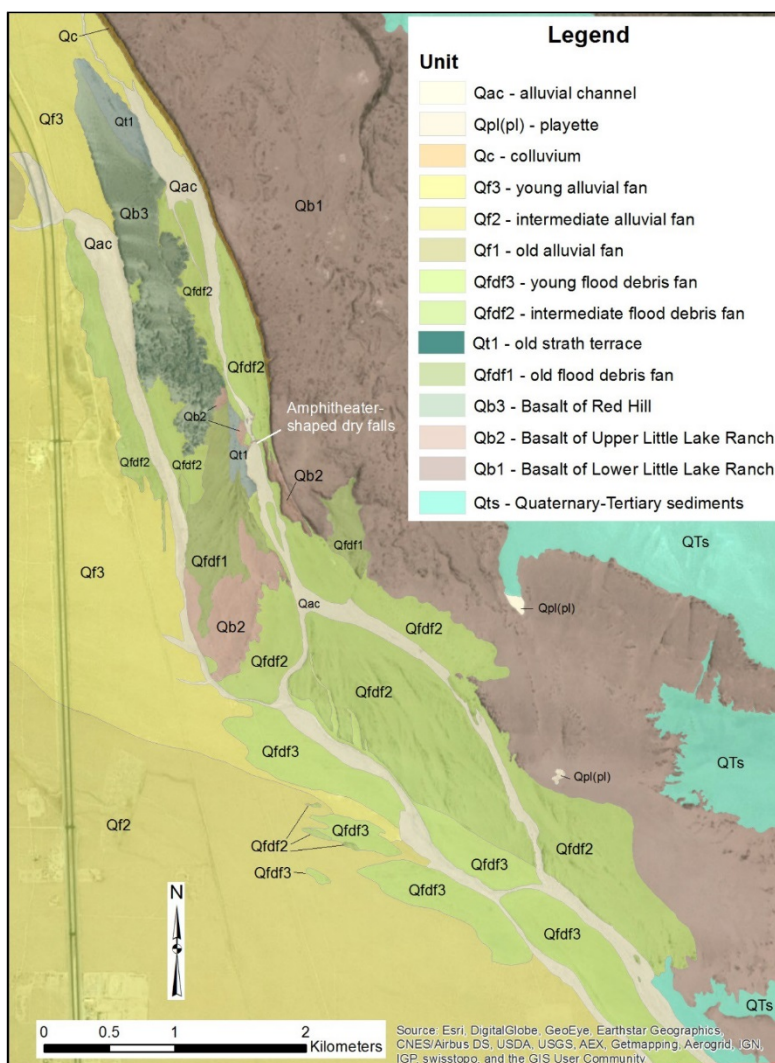 Qc
Qf3
Qt1
Qac
Qb3
Qb1
Qac
Qfdf2
Qfdf2
Qb2
Amphitheater-
shaped dry falls
Qfdf2
Qfdf2
Qt1
Qb2
Qfdf1
Qfdf1
Qf3
QTs
Qac
Qpl(pl)
Qb2
Qfdf2
Qfdf2
Qfdf2
Qfdf3
QTs
Qpl(pl)
Qf2
Qfdf2
Qfdf3
Qfdf3
Qfdf3
Qfdf3
Qfdf2
Qfdf3
QTs
N
0 0.5 1 2
Kilometers
Legend
Unit
Qac - alluvial channel
Qpl(pl) - playette
Qc - colluvium
Qf3 - young alluvial fan
Qf2 - intermediate alluvial fan
Qf1 - old alluvial fan
Qfdf3 - young flood debris fan
Qfdf2 - intermediate flood debris fan
Qt1 - old strath terrace
Qfdf1 - old flood debris fan
Qb3 - Basalt of Red Hill
Qb2 - Basalt of Upper Little Lake Ranch
Qb1 - Basalt of Lower Little Lake Ranch
Qts - Quaternary-Tertiary sediments
Source: Esri, DigitalGlobe, GeoEye, Earthstar Geographics,
CNES/Airbus DS, USDA, USGS, AEX, Getmapping, Aerogrid, IGN,
IGP, swisstopo, and the GIS User Community